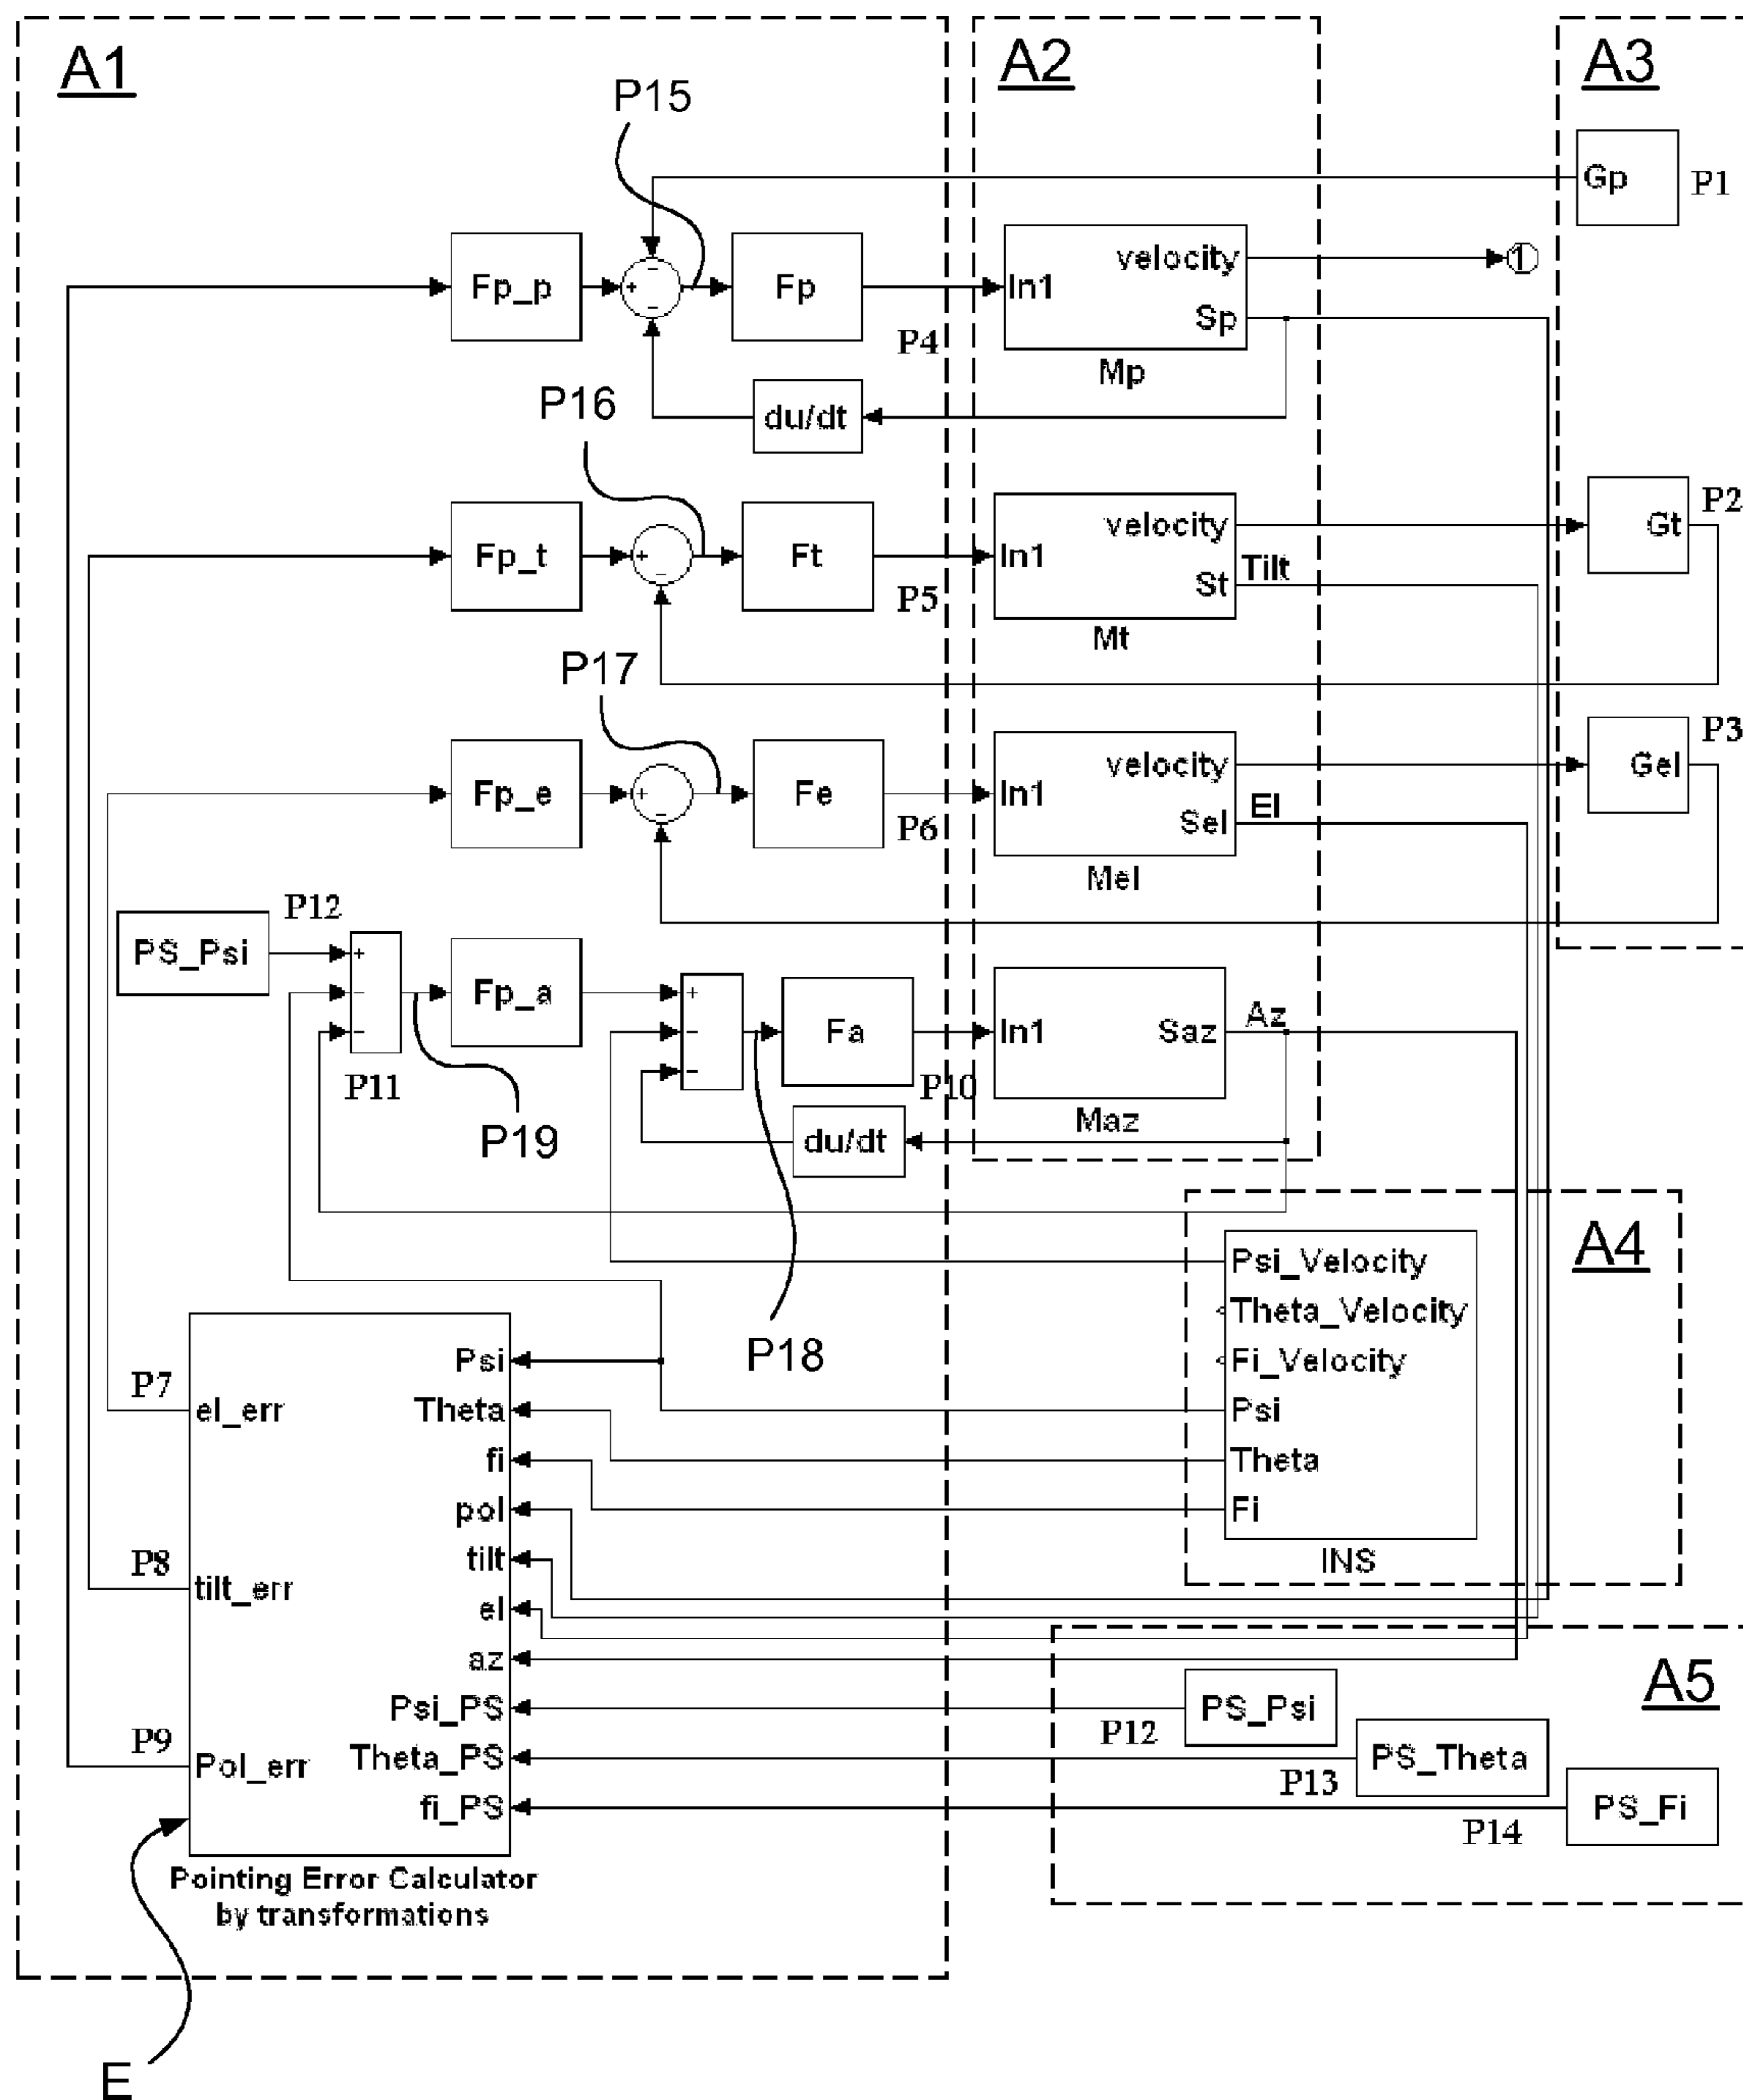 A1
A2
A3
P15
Gp
P1
Fp_p
+
−
−
Fp
P4
In1
velocity
Sp
Mp
1
du/dt
P16
Fp_t
+
−
Ft
P5
In1
velocity
St
Tilt
Mt
Gt
P2
P17
Fp_e
+
−
Fe
P6
In1
velocity
Sel
El
Mel
Gel
P3
PS_Psi
P12
+
−
−
P11
P19
Fp_a
+
−
−
Fa
P10
In1
Saz
Az
Maz
du/dt
P18
A4
Psi_Velocity
Theta_Velocity
Fi_Velocity
Psi
Theta
Fi
INS
P7
el_err
P8
tilt_err
P9
Pol_err
Psi
Theta
fi
pol
tilt
el
az
Psi_PS
Theta_PS
fi_PS
Pointing Error Calculator
by transformations
E
A5
PS_Psi
P12
PS_Theta
P13
PS_Fi
P14